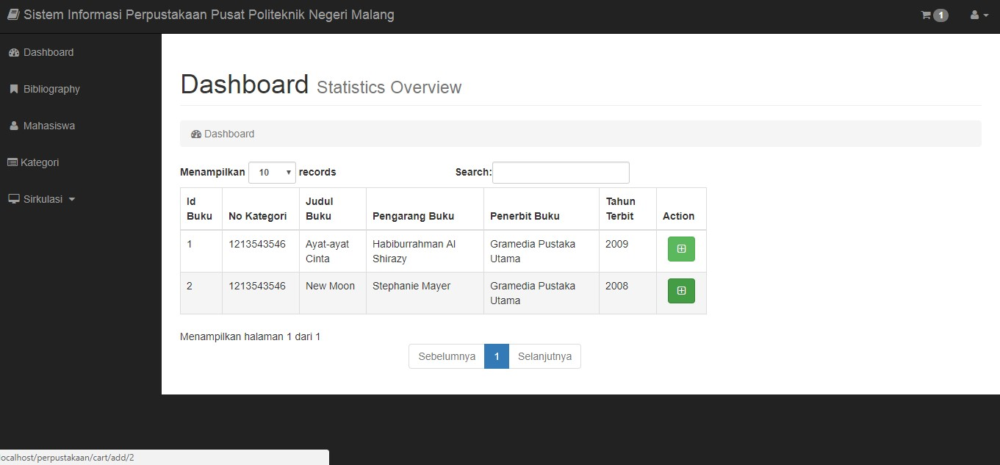 Sistem Informasi Perpustakaan Pusat Politeknik Negeri Malang
1
Dashboard
Bibliography
Mahasiswa
Kategori
Sirkulasi
Dashboard Statistics Overview
Dashboard
Menampilkan 10 records Search:
Id Buku No Kategori Judul Buku Pengarang Buku Penerbit Buku Tahun Terbit Action
1 1213543546 Ayat-ayat Cinta Habiburrahman Al Shirazy Gramedia Pustaka Utama 2009
2 1213543546 New Moon Stephanie Mayer Gramedia Pustaka Utama 2008
Menampilkan halaman 1 dari 1
Sebelumnya 1 Selanjutnya
ocalhost/perpustakaan/cart/add/2